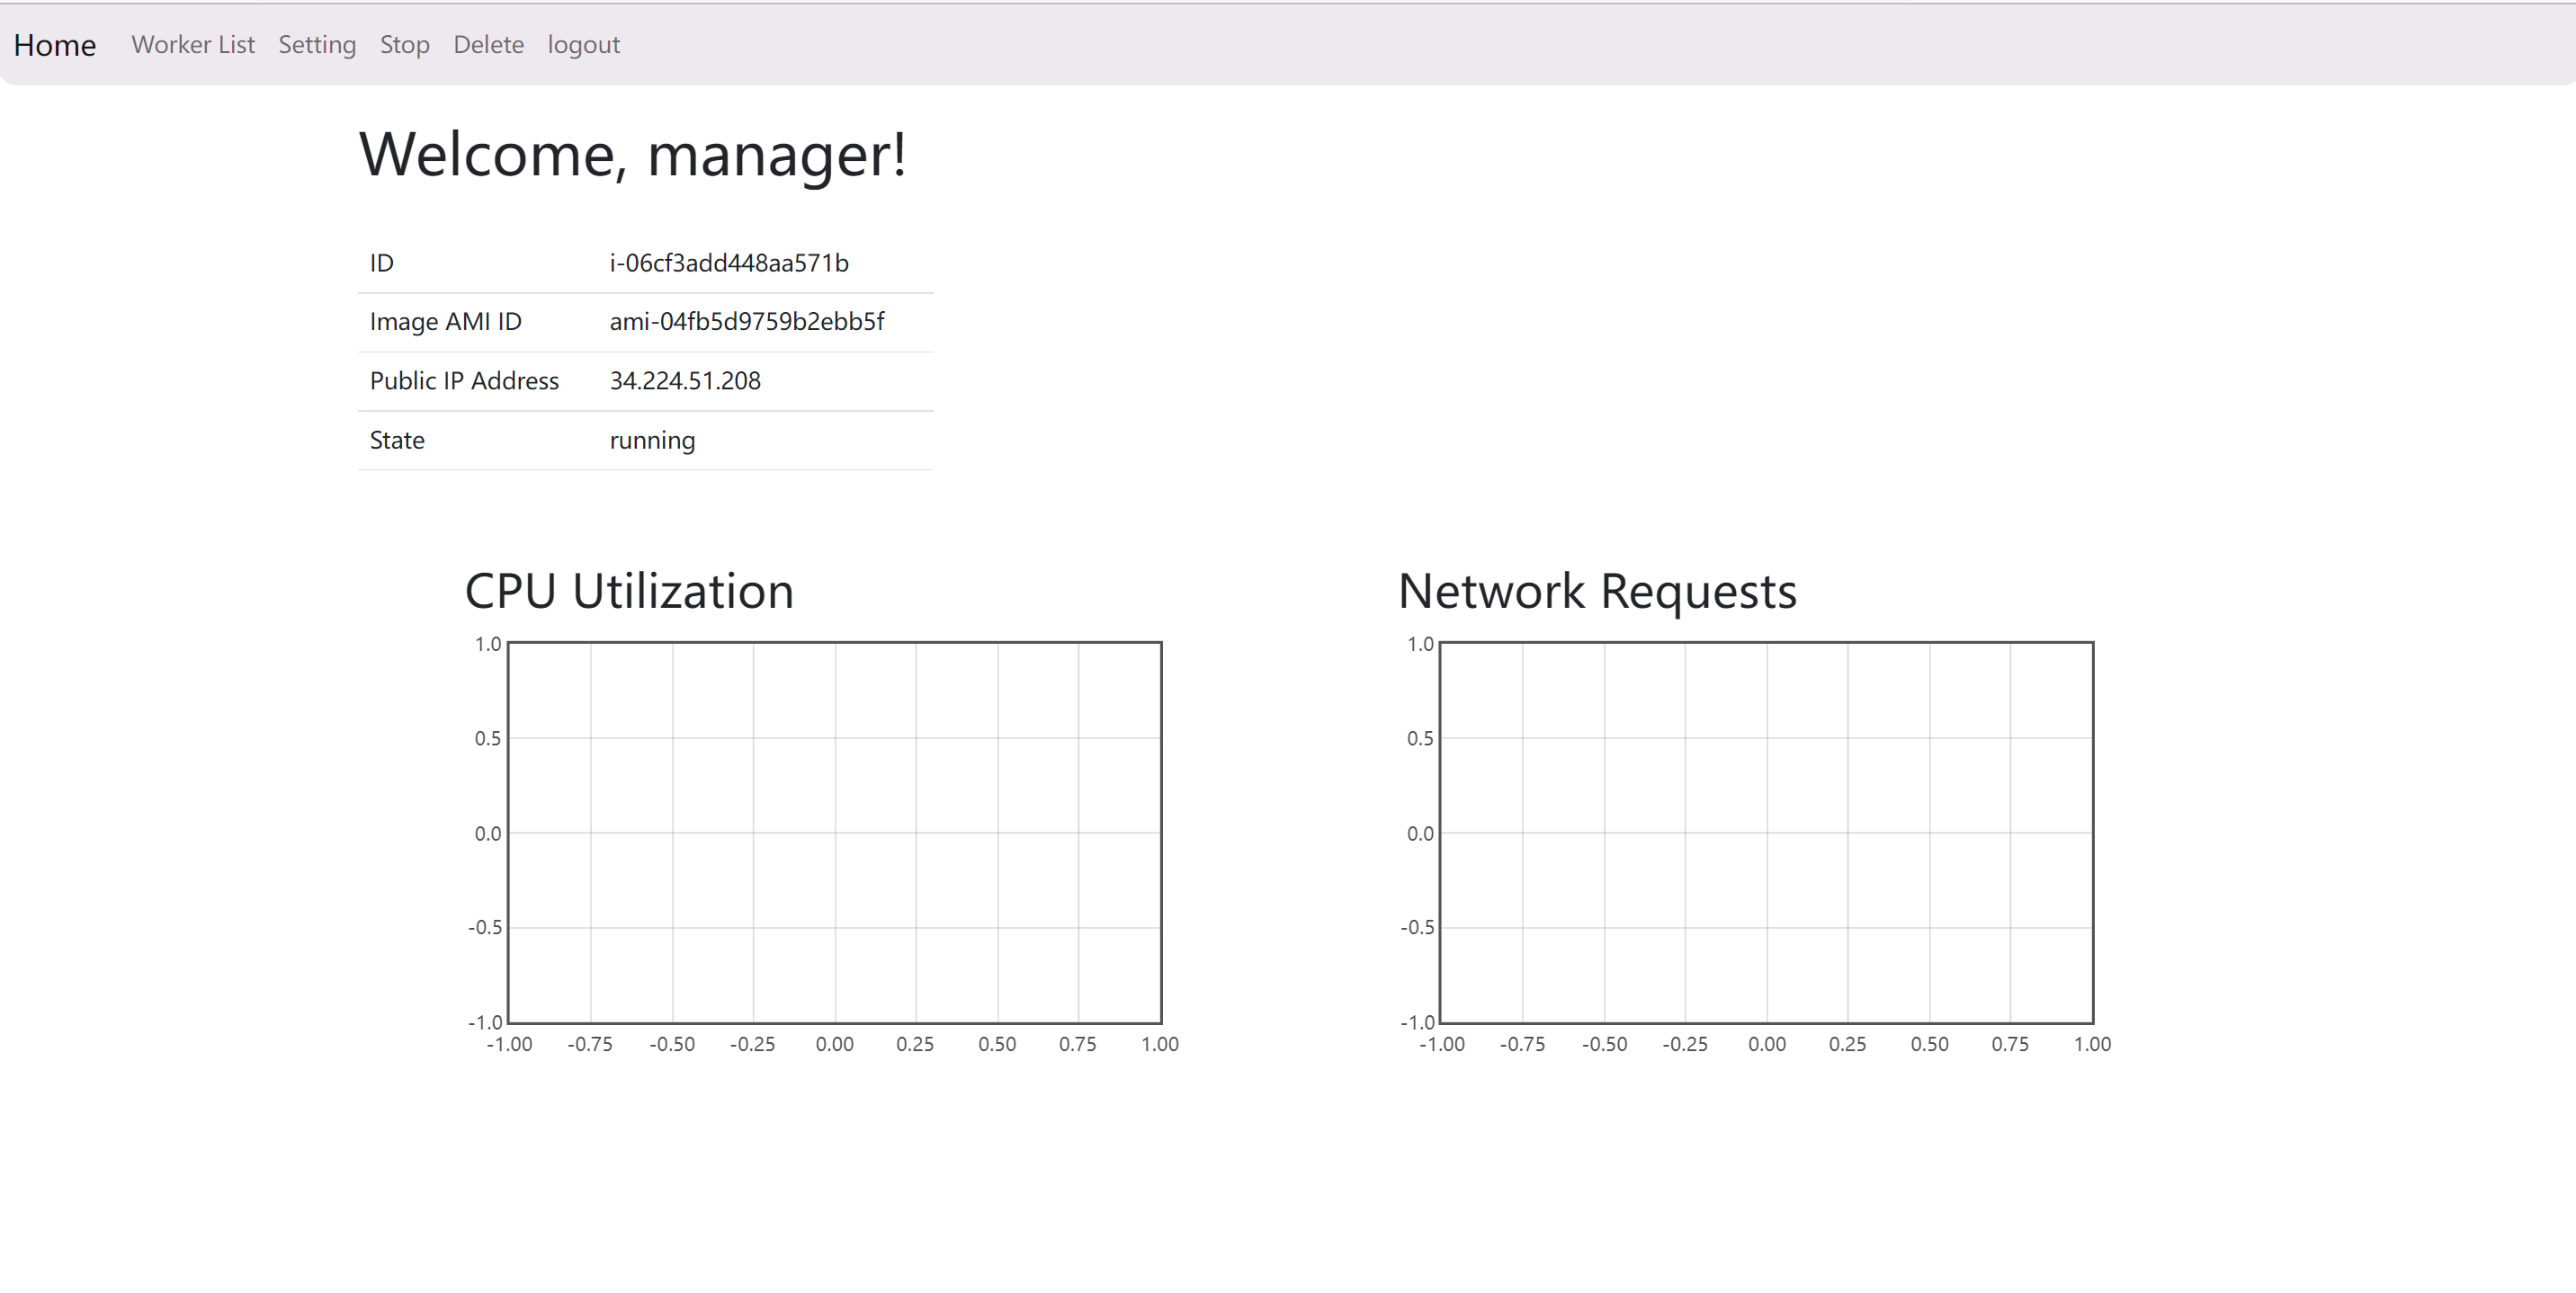 Home Worker List Setting Stop Delete logout
Welcome, manager!
ID i-06cf3add448aa571b
Image AMI ID ami-04fb5d9759b2ebb5f
Public IP Address 34.224.51.208
State running
CPU Utilization
1.0
0.5
0.0
-0.5
-1.0
-1.00 -0.75 -0.50 -0.25 0.00 0.25 0.50 0.75 1.00
Network Requests
1.0
0.5
0.0
-0.5
-1.0
-1.00 -0.75 -0.50 -0.25 0.00 0.25 0.50 0.75 1.00